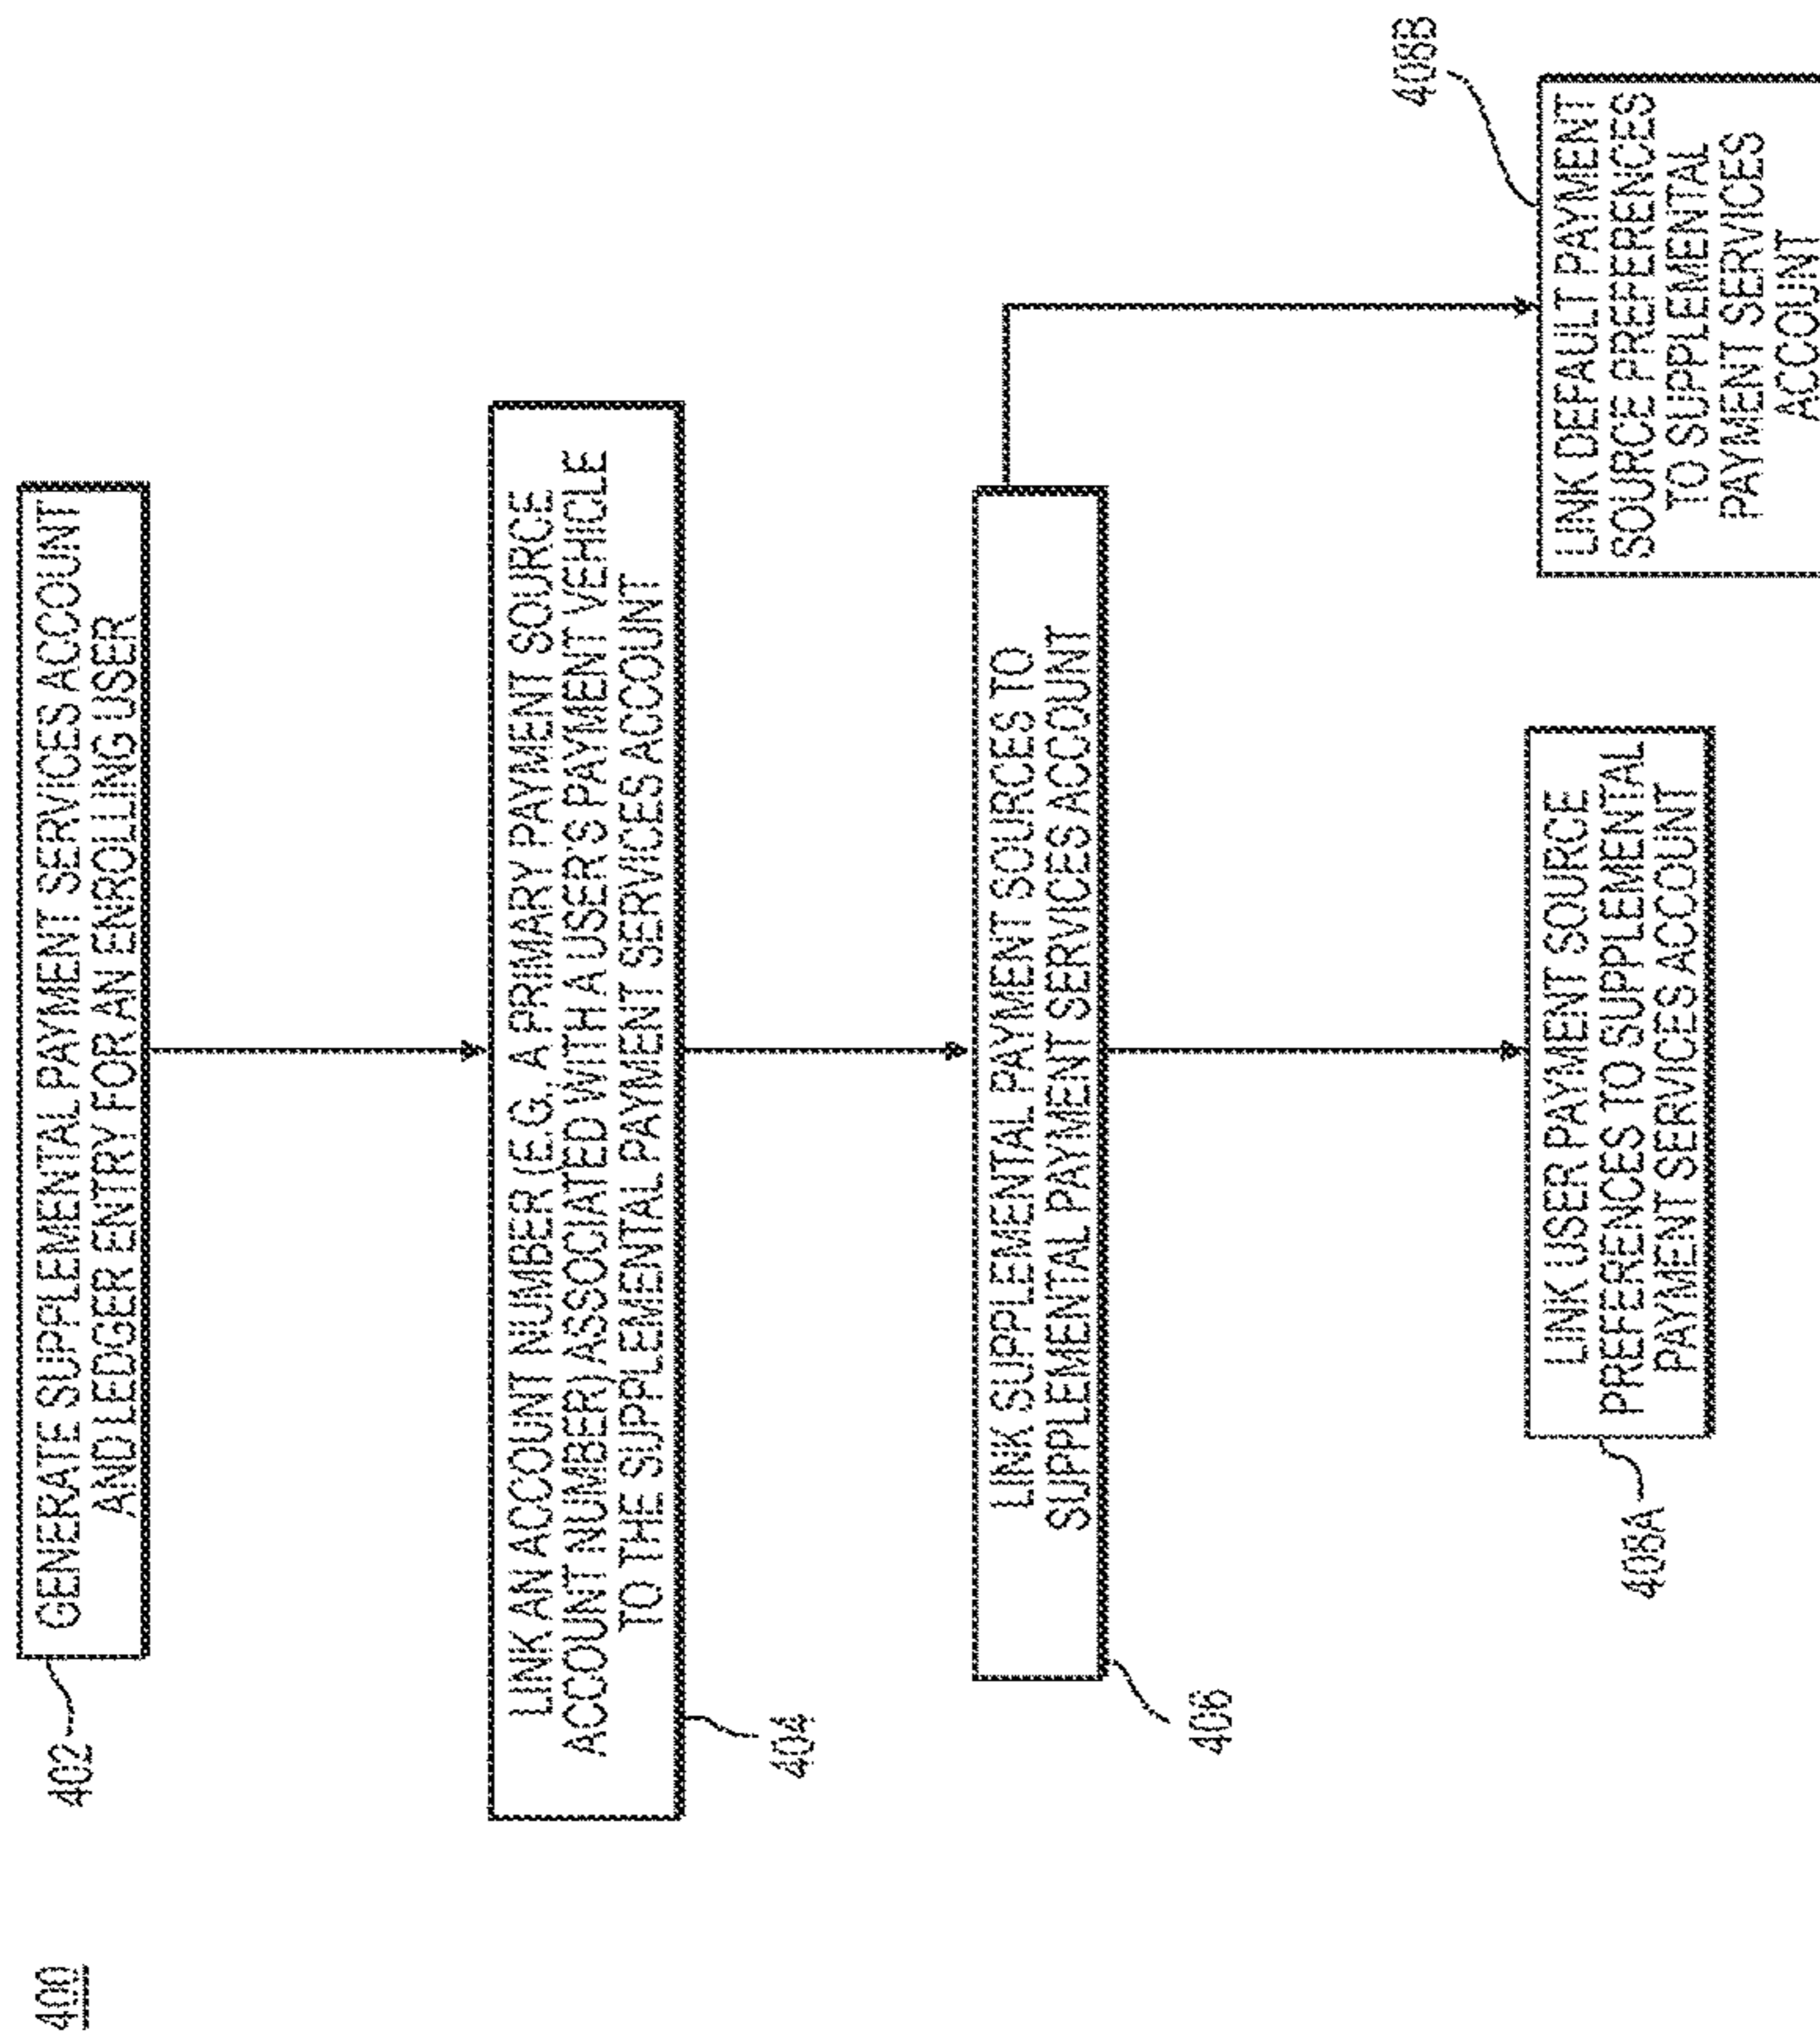 400
402
GENERATE SUPPLEMENTAL PAYMENT SERVICES ACCOUNT
AND LEDGER ENTRY FOR AN ENROLLING USER
LINK AN ACCOUNT NUMBER (E.G., A PRIMARY PAYMENT SOURCE
ACCOUNT NUMBER) ASSOCIATED WITH A USER'S PAYMENT VEHICLE
TO THE SUPPLEMENTAL PAYMENT SERVICES ACCOUNT
404
LINK SUPPLEMENTAL PAYMENT SOURCES TO
SUPPLEMENTAL PAYMENT SERVICES ACCOUNT
406
LINK USER PAYMENT SOURCE
PREFERENCES TO SUPPLEMENTAL
PAYMENT SERVICES ACCOUNT
408A
408B
LINK DEFAULT PAYMENT
SOURCE PREFERENCES
TO SUPPLEMENTAL
PAYMENT SERVICES
ACCOUNT